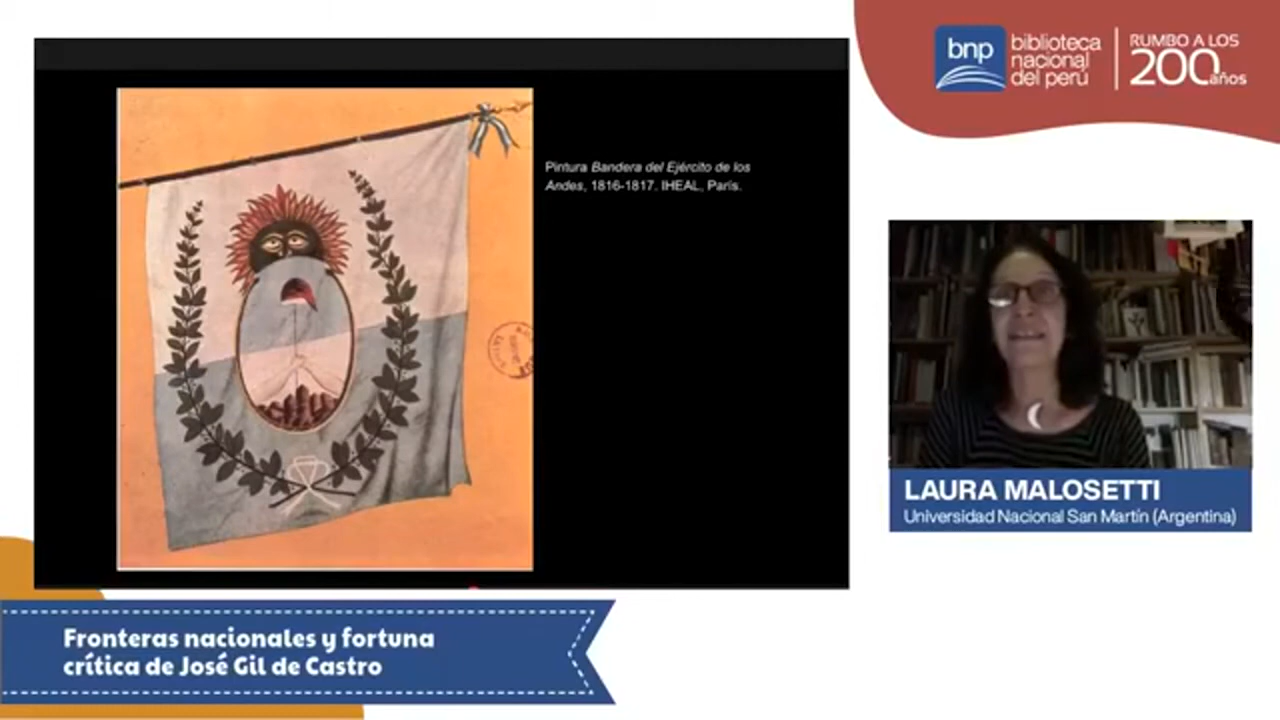 bnp
biblioteca
nacional
del perú
RUMBO A LOS
200
años
Pintura Bandera del Ejército de los
Andes, 1816-1817. IHEAL, París.
LAURA MALOSETTI
Universidad Nacional San Martín (Argentina)
Fronteras nacionales y fortuna
crítica de José Gil de Castro